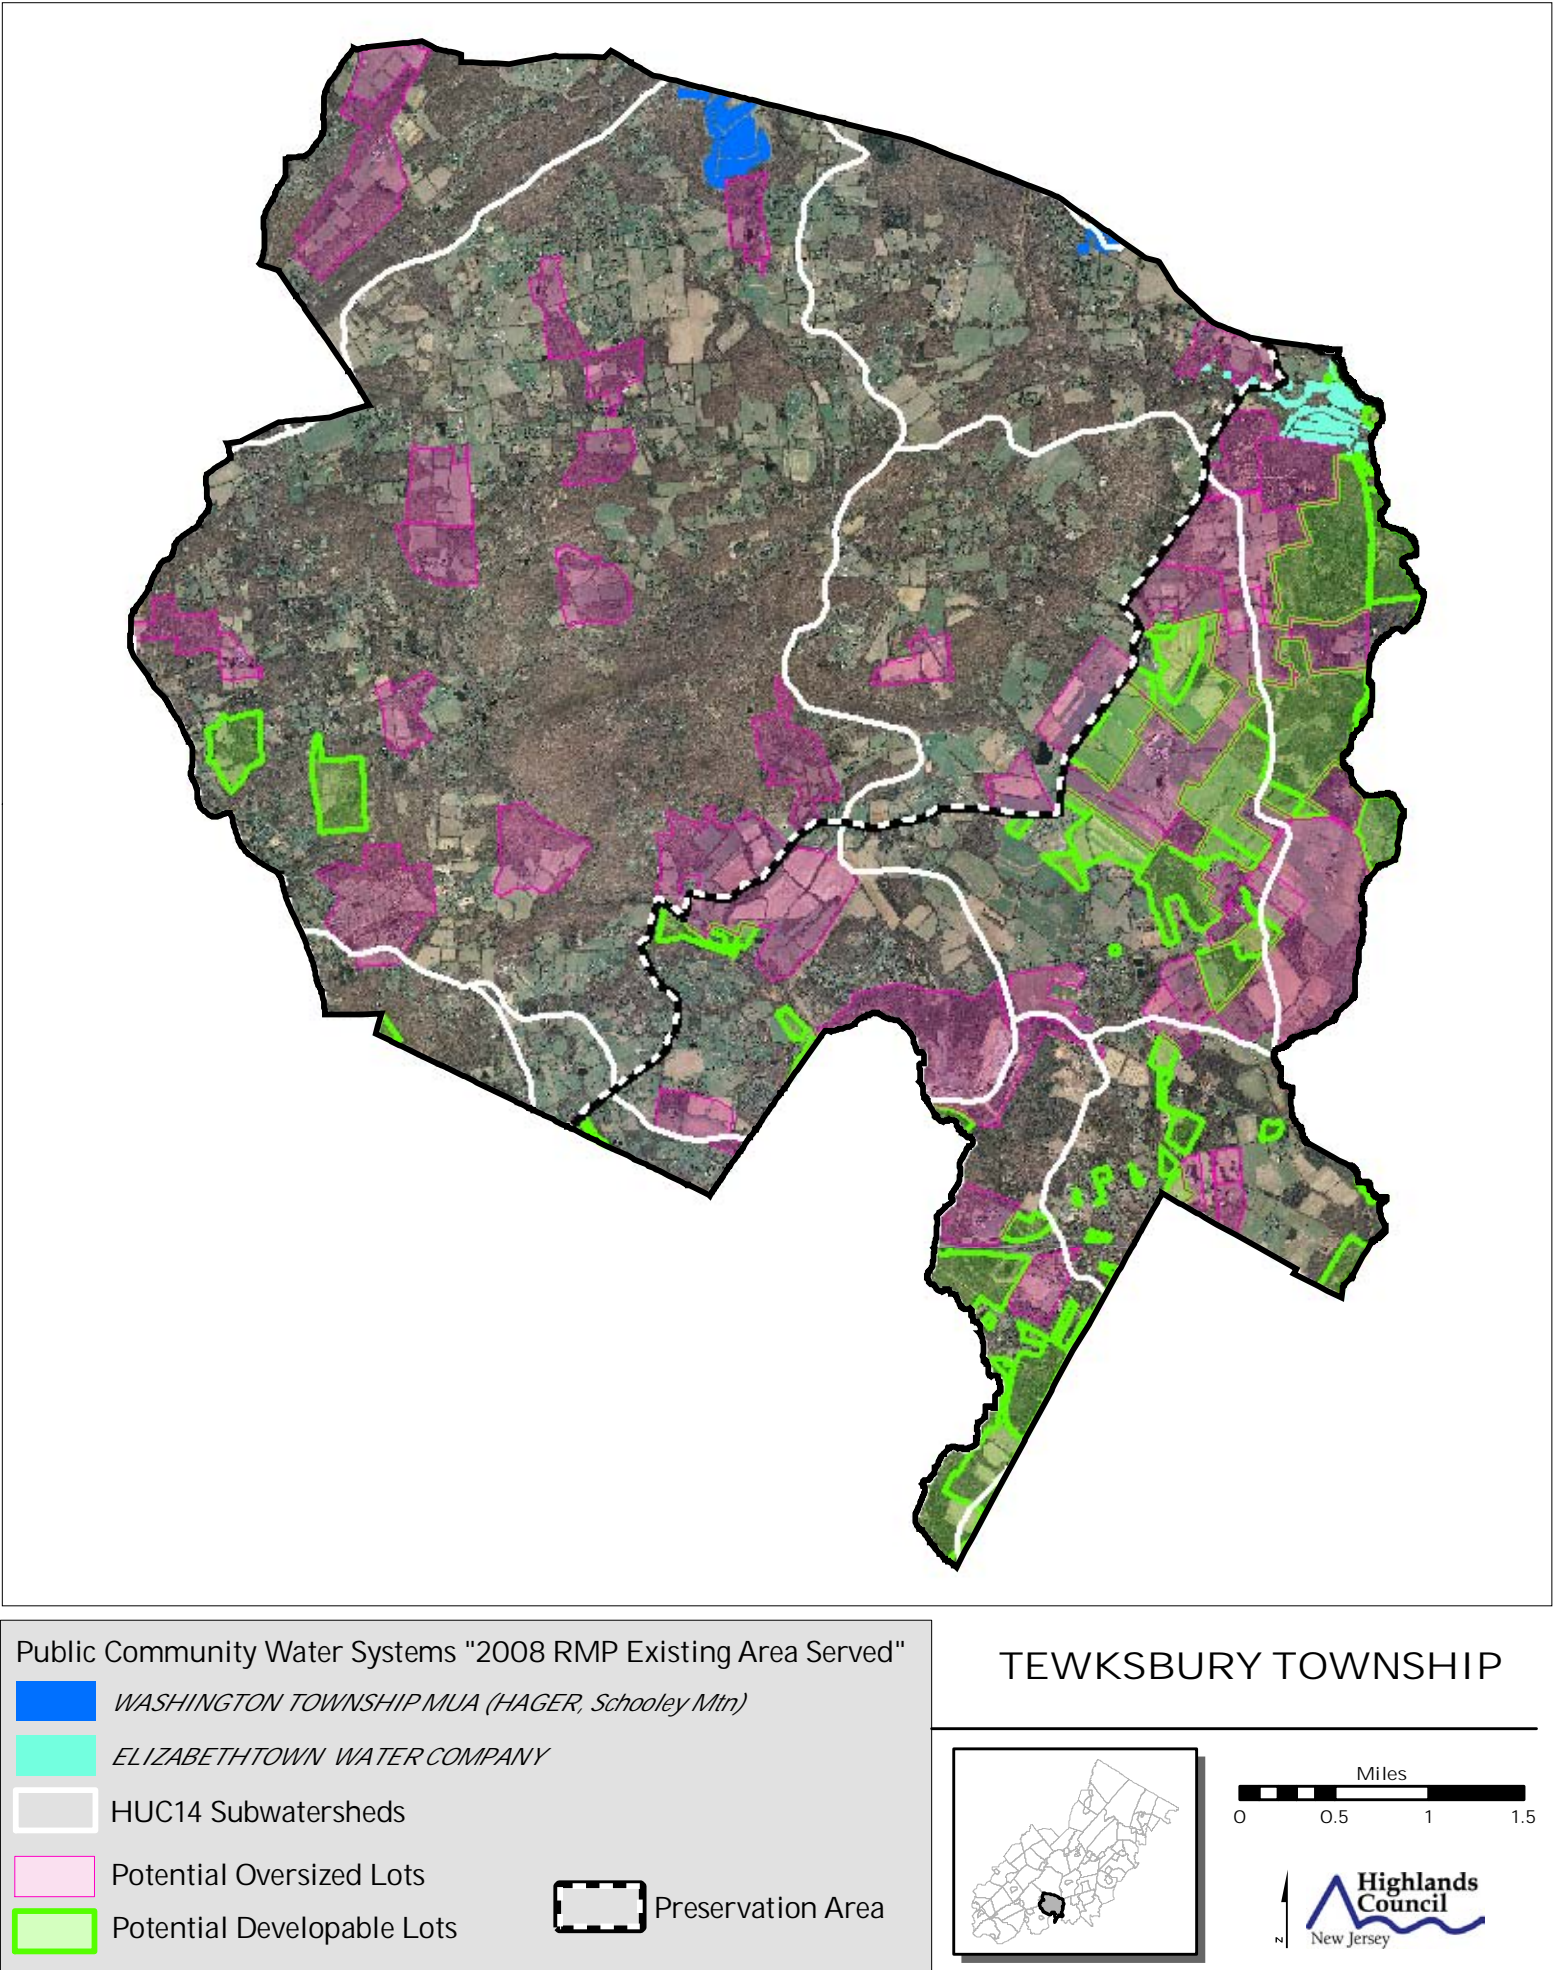 Public Community Water Systems "2008 RMP Existing Area Served"
WASHINGTON TOWNSHIP MUA (HAGER, Schooley Mtn)
ELIZABETHTOWN WATER COMPANY
HUC14 Subwatersheds
Potential Oversized Lots
Potential Developable Lots
Preservation Area
TEWKSBURY TOWNSHIP
Miles
0 0.5 1 1.5
N
Highlands
Council
New Jersey